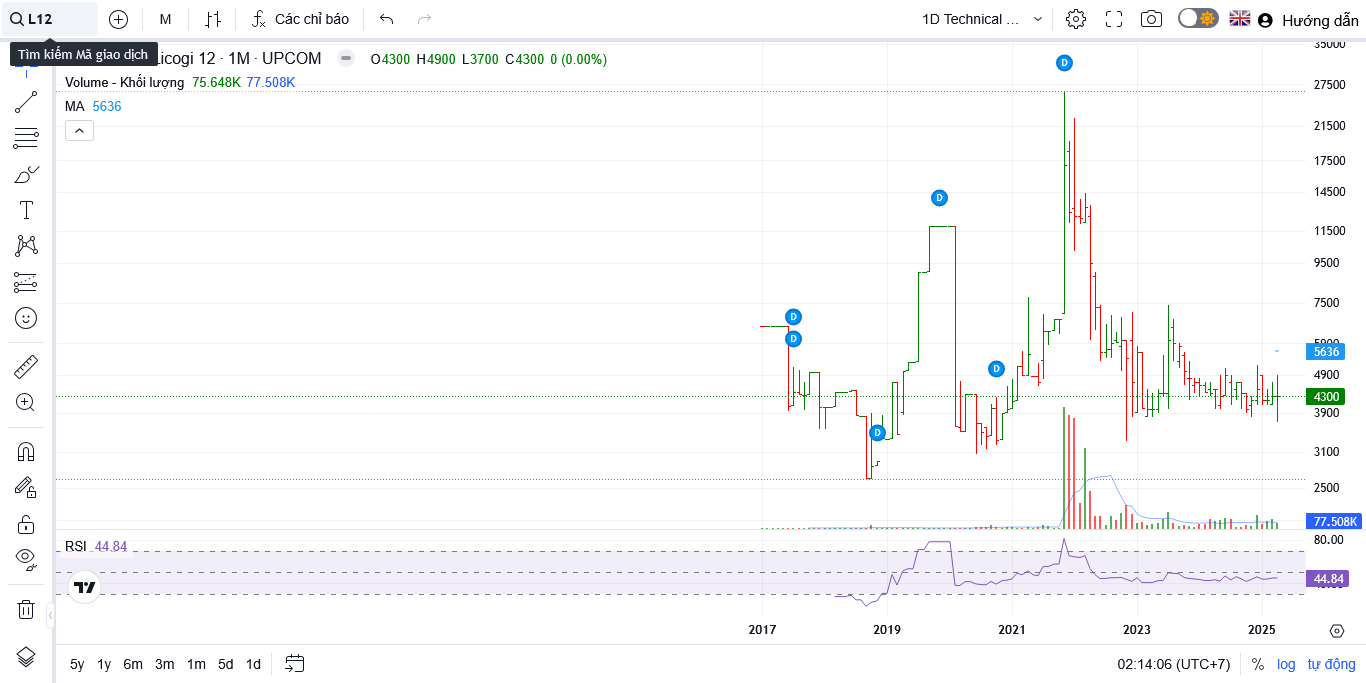 L12
M
Các chỉ báo
1D Technical ...
Hướng dẫn
Tìm kiếm Mã giao dịch
Licogi 12 · 1M · UPCOM
O4300 H4900 L3700 C4300 0 (0.00%)
Volume - Khối lượng 75.648K 77.508K
MA 5636
D
D
D
D
D
D
35000
27500
21500
17500
14500
11500
9500
7500
5636
4900
4300
3900
3100
2500
77.508K
RSI 44.84
80.00
44.84
2017
2019
2021
2023
2025
5y
1y
6m
3m
1m
5d
1d
02:14:06 (UTC+7)
%
log
tự động